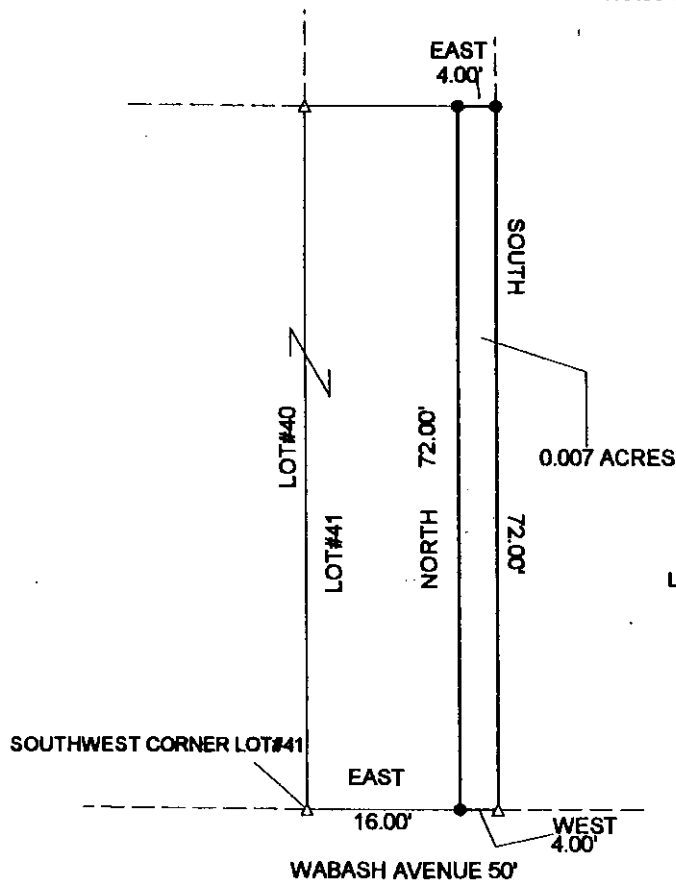 EAST
4.00'
SOUTH
LOT#40
LOT#41
NORTH 72.00'
0.007 ACRES
72.00'
L
SOUTHWEST CORNER LOT#41
EAST
16.00'
WEST
4.00'
WABASH AVENUE 50'